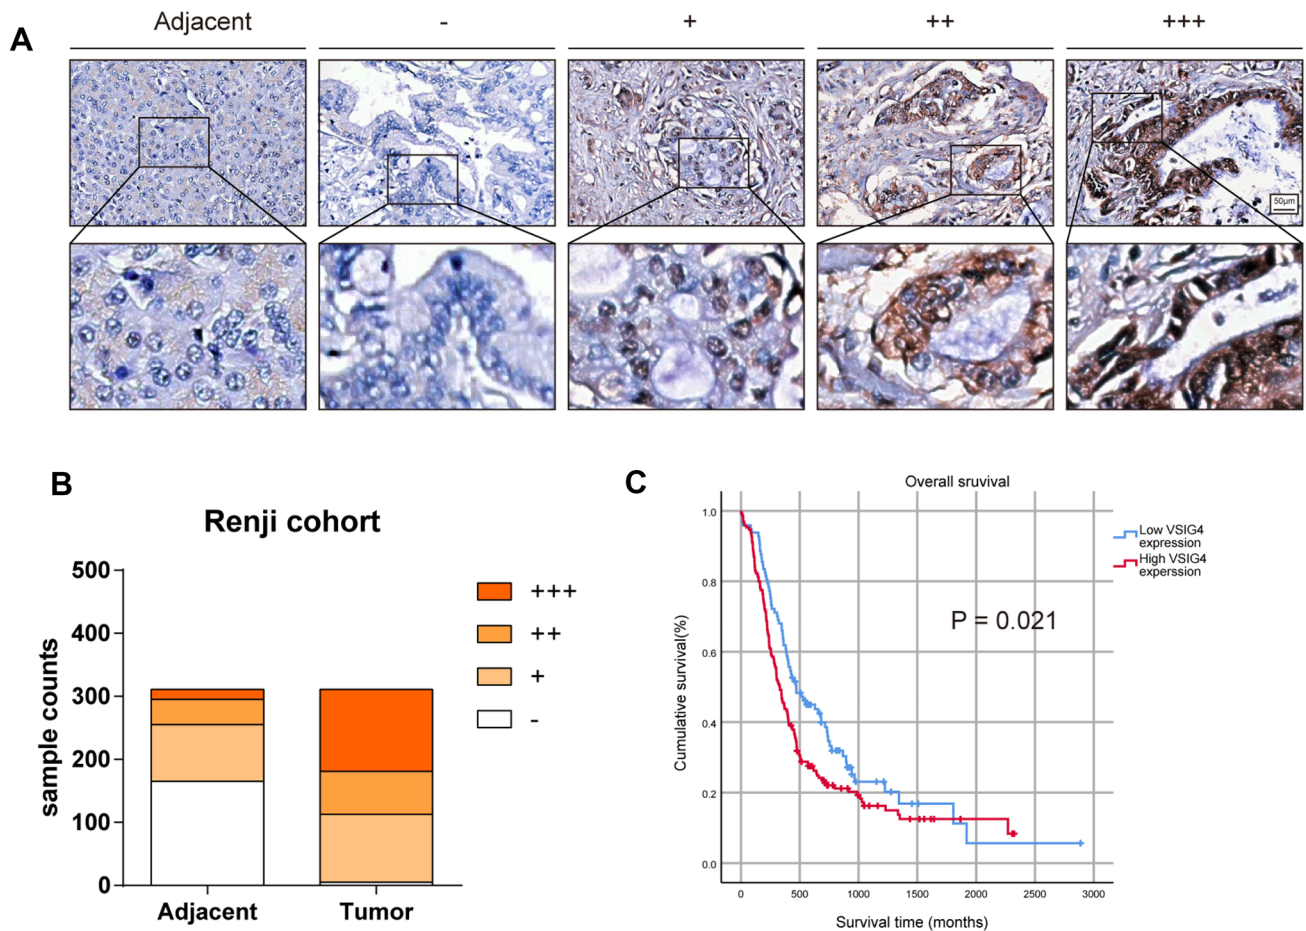 A
Adjacent - + ++ +++
50μm
B
Renji cohort
500
400
300
200
100
0
sample counts
Adjacent Tumor
+++
++
+
-
C
Overall sruvival
1.0
0.8
0.6
0.4
0.2
0.0
Cumulative survival(%)
P = 0.021
Low VSIG4
expression
High VSIG4
experssion
0 500 1000 1500 2000 2500 3000
Survival time (months)